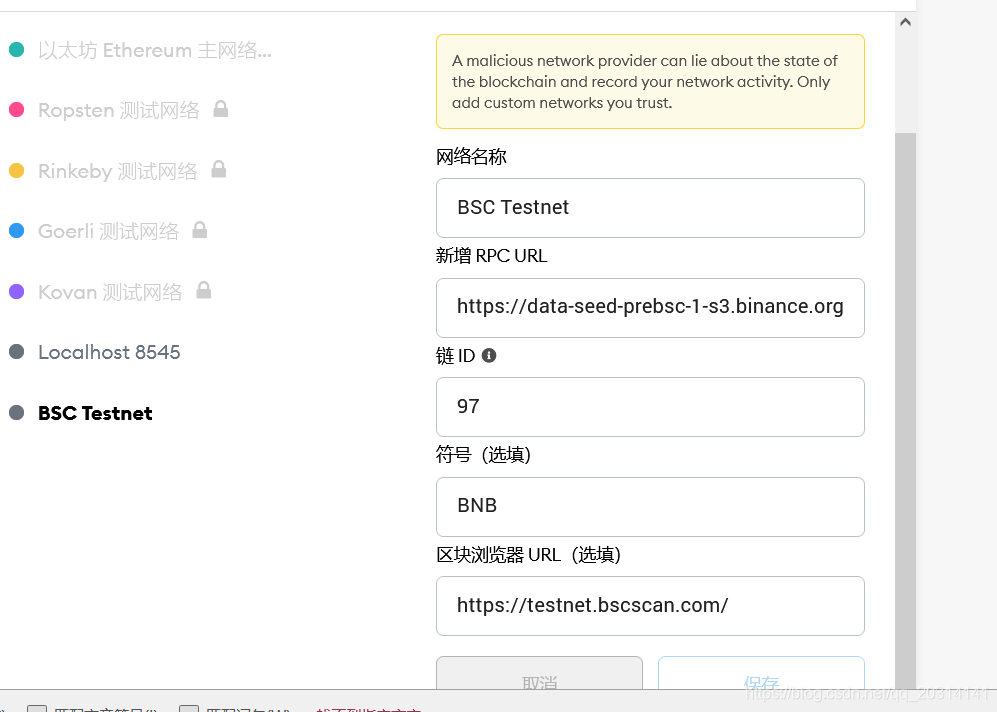 以太坊 Ethereum 主网络...
Ropsten 测试网络
Rinkeby 测试网络
Goerli 测试网络
Kovan 测试网络
Localhost 8545
BSC Testnet
A malicious network provider can lie about the state of
the blockchain and record your network activity. Only
add custom networks you trust.
网络名称
BSC Testnet
新增 RPC URL
https://data-seed-prebsc-1-s3.binance.org
链 ID
97
符号（选填）
BNB
区块浏览器 URL（选填）
https://testnet.bscscan.com/
取消
保存
https://blog.csdn.net/qq_20314141